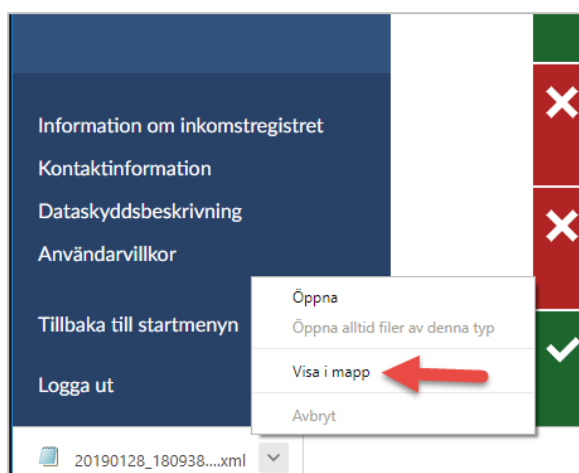 Information om inkomstregistret
Kontaktinformation
Dataskyddsbeskrivning
Användarvillkor
Tillbaka till startmenyn
Logga ut
Öppna
Öppna alltid filer av denna typ
Visa i mapp
Avbryt
20190128_180938....xml